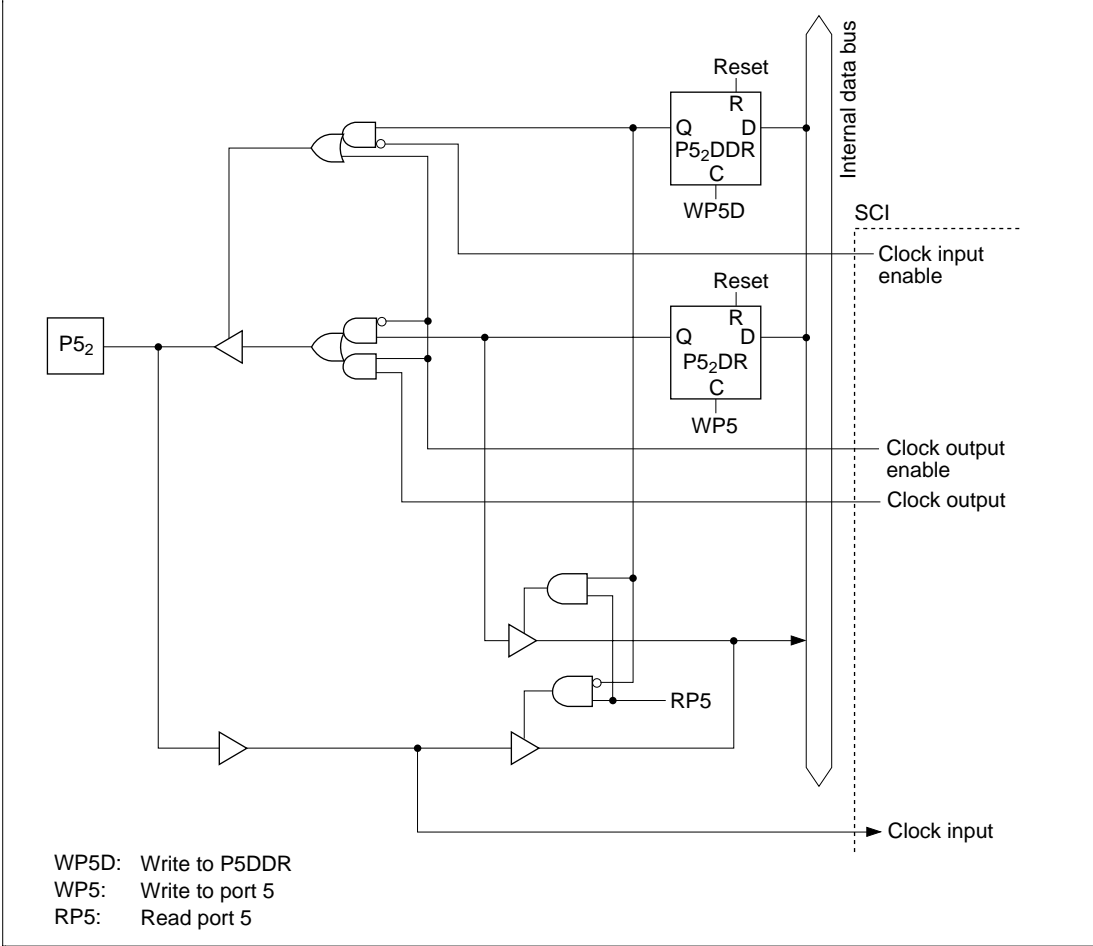 Reset
R
Q D
P5₂DDR
C
WP5D
Internal data bus
SCI
Clock input
enable
Reset
R
Q D
P5₂DR
C
WP5
P5₂
Clock output
enable
Clock output
RP5
Clock input
WP5D: Write to P5DDR
WP5: Write to port 5
RP5: Read port 5